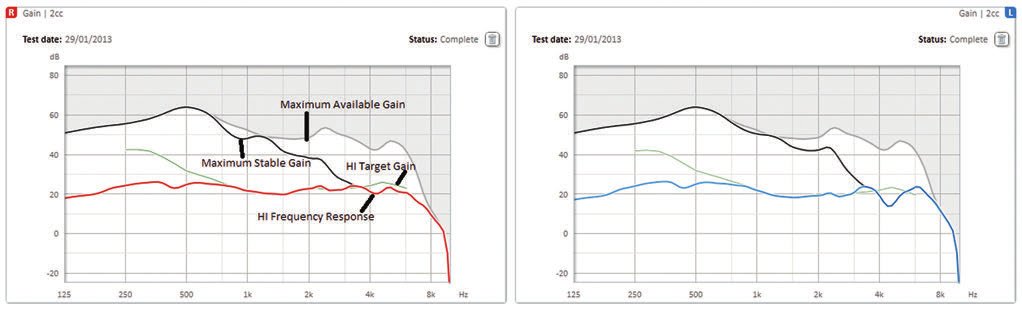 R Gain | 2cc
Test date: 29/01/2013 Status: Complete
dB
80
60
40
20
0
-20
125 250 500 1k 2k 4k 8k Hz
Maximum Available Gain
Maximum Stable Gain
HI Target Gain
HI Frequency Response
Gain | 2cc L
Test date: 29/01/2013 Status: Complete
dB
80
60
40
20
0
-20
125 250 500 1k 2k 4k 8k Hz